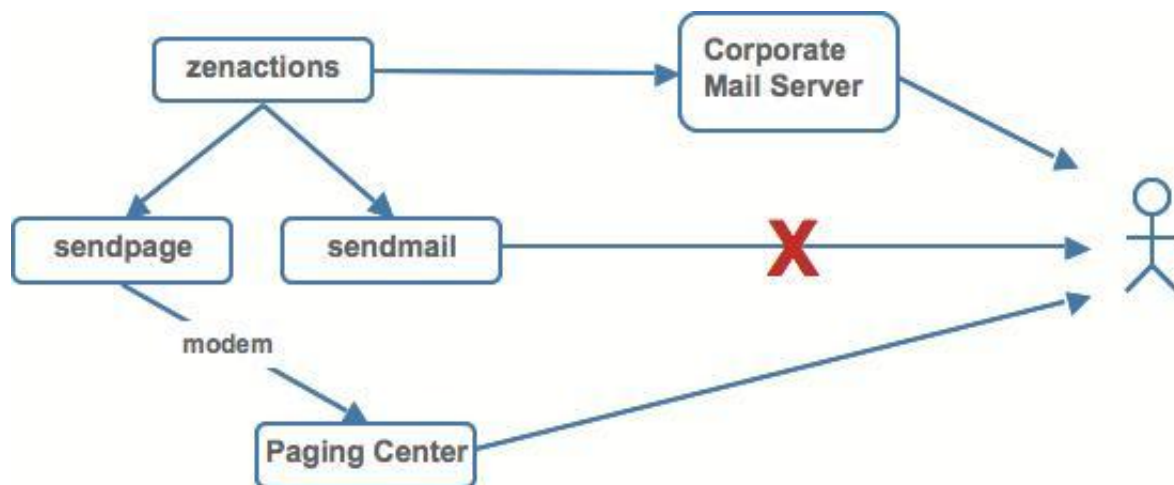 zenactions
Corporate
Mail Server
sendpage
sendmail
X
modem
Paging Center